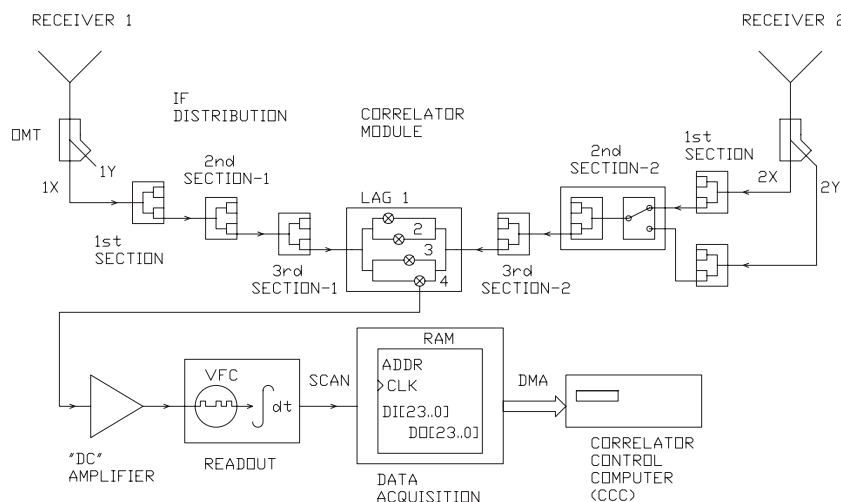 RECEIVER 1
RECEIVER 2
IF
DISTRIBUTION
CORRELATOR
MODULE
OMT
1Y
1X
2nd
SECTION-1
LAG 1
2
3
4
2nd
SECTION-2
1st
SECTION
2X
2Y
1st
SECTION
3rd
SECTION-1
3rd
SECTION-2
RAM
VFC
dt
SCAN
ADDR
CLK
DI[23..0]
DO[23..0]
DMA
"DC"
AMPLIFIER
READOUT
DATA
ACQUISITION
CORRELATOR
CONTROL
COMPUTER
(CCC)